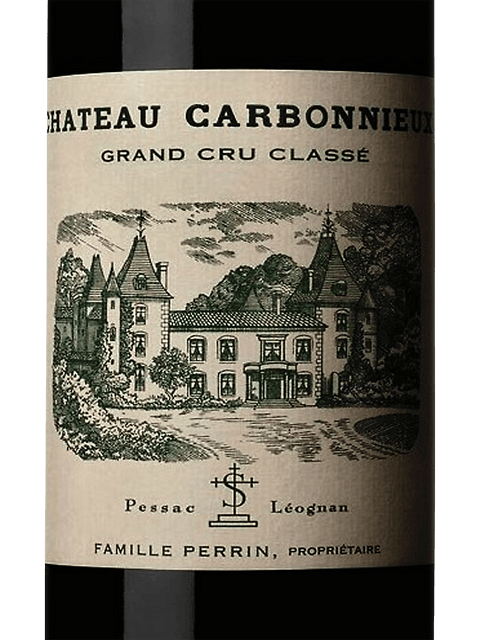 CHATEAU CARBONNIEUX
GRAND CRU CLASSÉ
Pessac Léognan
FAMILLE PERRIN, PROPRIÉTAIRE